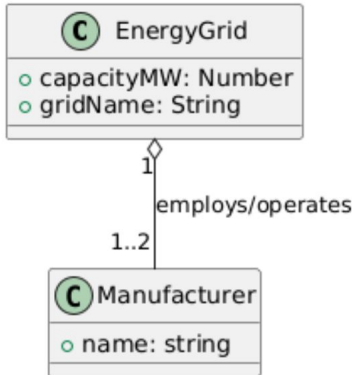 C EnergyGrid
capacityMW: Number
gridName: String
1
employs/operates
1..2
C Manufacturer
name: string